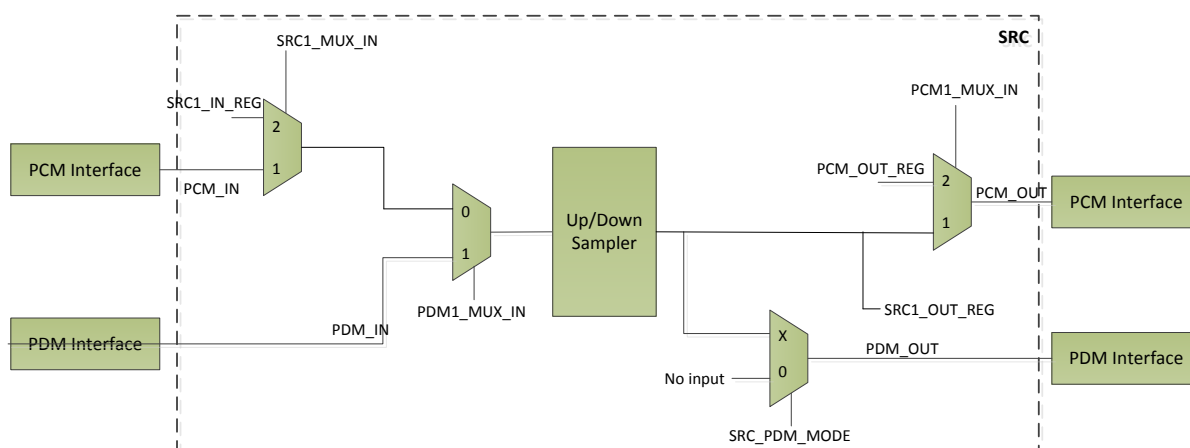 SRC
SRC1_MUX_IN
SRC1_IN_REG
2
1
PCM Interface
PCM_IN
PCM1_MUX_IN
PCM_OUT_REG
2
1
PCM_OUT
PCM Interface
0
1
PDM1_MUX_IN
Up/Down
Sampler
SRC1_OUT_REG
PDM Interface
PDM_IN
X
0
No input
SRC_PDM_MODE
PDM_OUT
PDM Interface